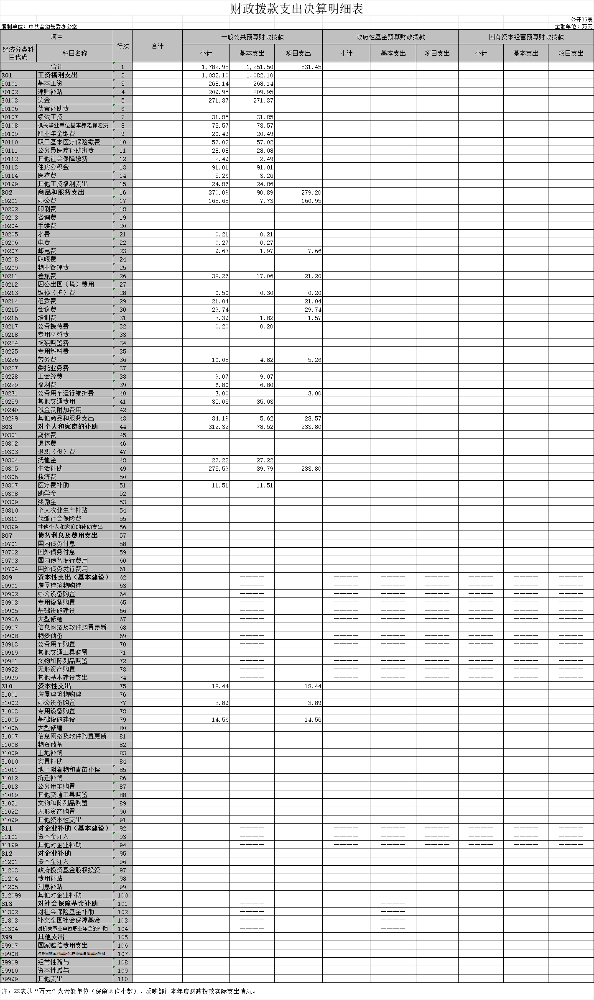 财政拨款支出决算明细表
公开05表
编制单位：中共盐边县委办公室 金额单位：万元
项目 行次 合计 一般公共预算财政拨款 政府性基金预算财政拨款 国有资本经营预算财政拨款
经济分类科目代码 科目名称 小计 基本支出 项目支出 小计 基本支出 项目支出 小计 基本支出 项目支出
合计 1 1,782.95 1,251.50 531.45
301 工资福利支出 2 1,082.10 1,082.10
30101 基本工资 3 268.14 268.14
30102 津贴补贴 4 209.95 209.95
30103 奖金 5 271.37 271.37
30106 伙食补助费 6
30107 绩效工资 7 31.85 31.85
30108 机关事业单位基本养老保险费 8 73.57 73.57
30109 职业年金缴费 9 20.49 20.49
30110 职工基本医疗保险缴费 10 57.02 57.02
30111 公务员医疗补助缴费 11 28.08 28.08
30112 其他社会保障缴费 12 2.49 2.49
30113 住房公积金 13 91.01 91.01
30114 医疗费 14 3.26 3.26
30199 其他工资福利支出 15 24.86 24.86
302 商品和服务支出 16 370.09 90.89 279.20
30201 办公费 17 168.68 7.73 160.95
30202 印刷费 18
30203 咨询费 19
30204 手续费 20
30205 水费 21 0.21 0.21
30206 电费 22 0.27 0.27
30207 邮电费 23 9.63 1.97 7.66
30208 取暖费 24
30209 物业管理费 25
30211 差旅费 26 38.26 17.06 21.20
30212 因公出国（境）费用 27
30213 维修（护）费 28 0.50 0.30 0.20
30214 租赁费 29 21.04 21.04
30215 会议费 30 29.74 29.74
30216 培训费 31 3.39 1.82 1.57
30217 公务接待费 32 0.20 0.20
30218 专用材料费 33
30224 被装购置费 34
30225 专用燃料费 35
30226 劳务费 36 10.08 4.82 5.26
30227 委托业务费 37
30228 工会经费 38 9.07 9.07
30229 福利费 39 6.80 6.80
30231 公务用车运行维护费 40 3.00 3.00
30239 其他交通费用 41 35.03 35.03
30240 税金及附加费用 42
30299 其他商品和服务支出 43 34.19 5.62 28.57
303 对个人和家庭的补助 44 312.32 78.52 233.80
30301 离休费 45
30302 退休费 46
30303 退职（役）费 47
30304 抚恤金 48 27.22 27.22
30305 生活补助 49 273.59 39.79 233.80
30306 救济费 50
30307 医疗费补助 51 11.51 11.51
30308 助学金 52
30309 奖励金 53
30310 个人农业生产补贴 54
30311 代缴社会保险费 55
30399 其他个人和家庭的补助支出 56
307 债务利息及费用支出 57
30701 国内债务付息 58
30702 国外债务付息 59
30703 国内债务发行费用 60
30704 国外债务发行费用 61
309 资本性支出（基本建设） 62 ———— ———— ———— ———— ———— ———— ————
30901 房屋建筑物购建 63 ———— ———— ———— ———— ———— ———— ————
30902 办公设备购置 64 ———— ———— ———— ———— ———— ———— ————
30903 专用设备购置 65 ———— ———— ———— ———— ———— ———— ————
30905 基础设施建设 66 ———— ———— ———— ———— ———— ———— ————
30906 大型修缮 67 ———— ———— ———— ———— ———— ———— ————
30907 信息网络及软件购置更新 68 ———— ———— ———— ———— ———— ———— ————
30908 物资储备 69 ———— ———— ———— ———— ———— ———— ————
30913 公务用车购置 70 ———— ———— ———— ———— ———— ———— ————
30919 其他交通工具购置 71 ———— ———— ———— ———— ———— ———— ————
30921 文物和陈列品购置 72 ———— ———— ———— ———— ———— ———— ————
30922 无形资产购置 73 ———— ———— ———— ———— ———— ———— ————
30999 其他基本建设支出 74 ———— ———— ———— ———— ———— ———— ————
310 资本性支出 75 18.44 18.44
31001 房屋建筑物购建 76
31002 办公设备购置 77 3.89 3.89
31003 专用设备购置 78
31005 基础设施建设 79 14.56 14.56
31006 大型修缮 80
31007 信息网络及软件购置更新 81
31008 物资储备 82
31009 土地补偿 83
31010 安置补助 84
31011 地上附着物和青苗补偿 85
31012 拆迁补偿 86
31013 公务用车购置 87
31019 其他交通工具购置 88
31021 文物和陈列品购置 89
31022 无形资产购置 90
31099 其他资本性支出 91
311 对企业补助（基本建设） 92 ———— ———— ———— ———— ———— ———— ————
31101 资本金注入 93 ———— ———— ———— ———— ———— ———— ————
31199 其他对企业补助 94 ———— ———— ———— ———— ———— ———— ————
312 对企业补助 95
31201 资本金注入 96
31203 政府投资基金股权投资 97
31204 费用补贴 98
31205 利息补贴 99
312099 其他对企业补助 100
313 对社会保障基金补助 101 ———— ————
31302 对社会保险基金补助 102 ———— ————
31303 补充全国社会保障基金 103 ———— ————
31304 对机关事业单位职业年金的补助 104 ———— ————
399 其他支出 105
39907 国家赔偿费用支出 106
39908 对民间非营利组织和群众性自治组织补贴 107
39909 经常性赠与 108
39910 资本性赠与 109
39999 其他支出 110
注：本表以“万元”为金额单位（保留两位小数），反映部门本年度财政拨款实际支出情况。